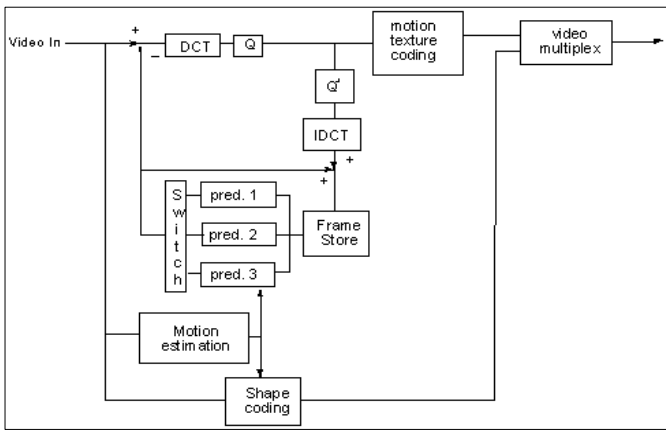 Video In
+
−
DCT
Q
motion
texture
coding
video
multiplex
Q'
IDCT
+
+
S
w
i
t
c
h
pred. 1
pred. 2
pred. 3
Frame
Store
Motion
estimation
Shape
coding